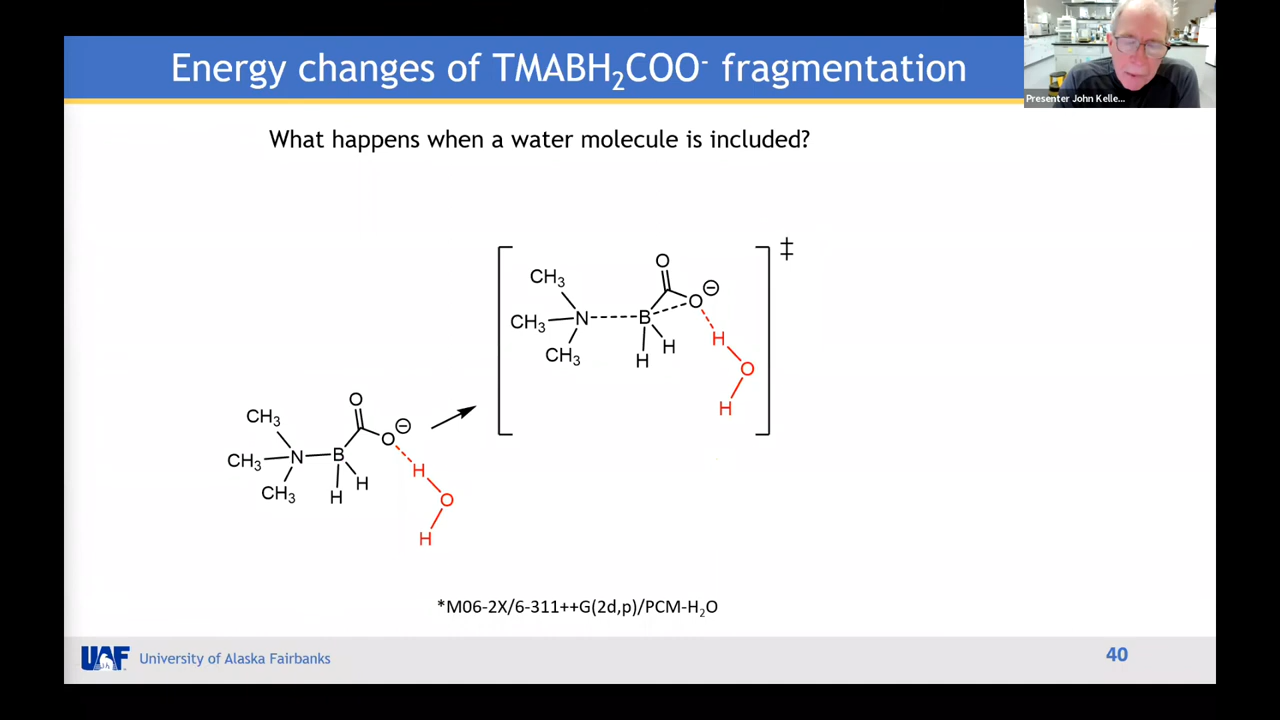 Energy changes of TMABH₂COO⁻ fragmentation
Presenter John Kelle...
What happens when a water molecule is included?
‡
O
CH₃
⊖
O
CH₃ N B
H
H
CH₃ H
O
H
O
CH₃
⊖
O
CH₃ N B
H
H
CH₃ H
O
H
*M06-2X/6-311++G(2d,p)/PCM-H₂O
UAF University of Alaska Fairbanks
40